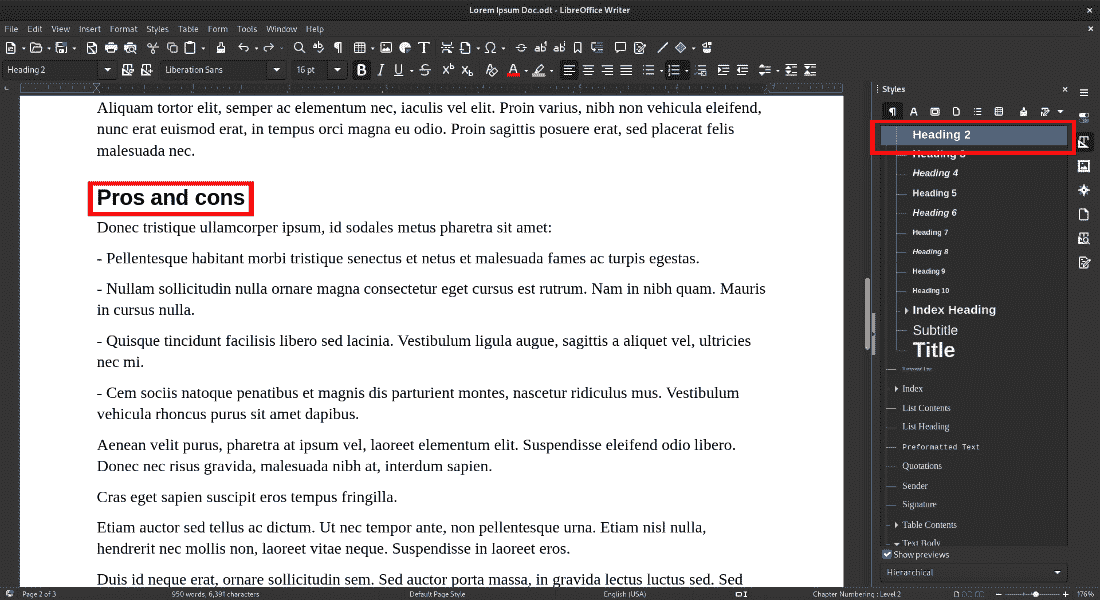 Lorem Ipsum Doc.odt - LibreOffice Writer
File Edit View Insert Format Styles Table Form Tools Window Help
Heading 2 Liberation Sans 16 pt
Styles
Aliquam tortor elit, semper ac elementum nec, iaculis vel elit. Proin varius, nibh non vehicula eleifend,
nunc erat euismod erat, in tempus orci magna eu odio. Proin sagittis posuere erat, sed placerat felis
malesuada nec.
Pros and cons
Donec tristique ullamcorper ipsum, id sodales metus pharetra sit amet:
- Pellentesque habitant morbi tristique senectus et netus et malesuada fames ac turpis egestas.
- Nullam sollicitudin nulla ornare magna consectetur eget cursus est rutrum. Nam in nibh quam. Mauris
in cursus nulla.
- Quisque tincidunt facilisis libero sed lacinia. Vestibulum ligula augue, sagittis a aliquet vel, ultricies
nec mi.
- Cem sociis natoque penatibus et magnis dis parturient montes, nascetur ridiculus mus. Vestibulum
vehicula rhoncus purus sit amet dapibus.
Aenean velit purus, pharetra at ipsum vel, laoreet elementum elit. Suspendisse eleifend odio libero.
Donec nec risus gravida, malesuada nibh at, interdum sapien.
Cras eget sapien suscipit eros tempus fringilla.
Etiam auctor sed tellus ac dictum. Ut nec tempor ante, non pellentesque urna. Etiam nisl nulla,
hendrerit nec mollis non, laoreet vitae neque. Suspendisse in laoreet eros.
Duis id neque erat, ornare sollicitudin sem. Sed auctor porta massa, in gravida lectus luctus sed. Sed
Heading 2
Heading 3
Heading 4
Heading 5
Heading 6
Heading 7
Heading 8
Heading 9
Heading 10
Index Heading
Subtitle
Title
Index
List Contents
List Heading
Preformatted Text
Quotations
Sender
Signature
Table Contents
Text Body
Show previews
Hierarchical
Page 2 of 3 950 words, 6,391 characters Default Page Style English (USA) Chapter Numbering : Level 2 176%